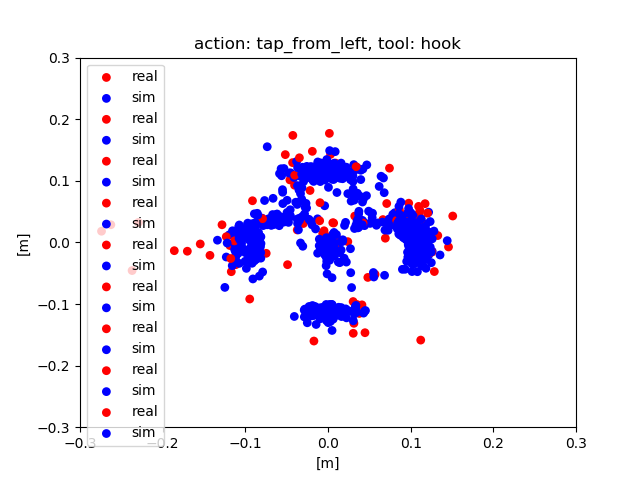 action: tap_from_left, tool: hook
0.3
0.2
0.1
0.0
−0.1
−0.2
−0.3
[m]
real
sim
real
sim
real
sim
real
sim
real
sim
real
sim
real
sim
real
sim
real
sim
−0.3
−0.2
−0.1
0.0
0.1
0.2
0.3
[m]